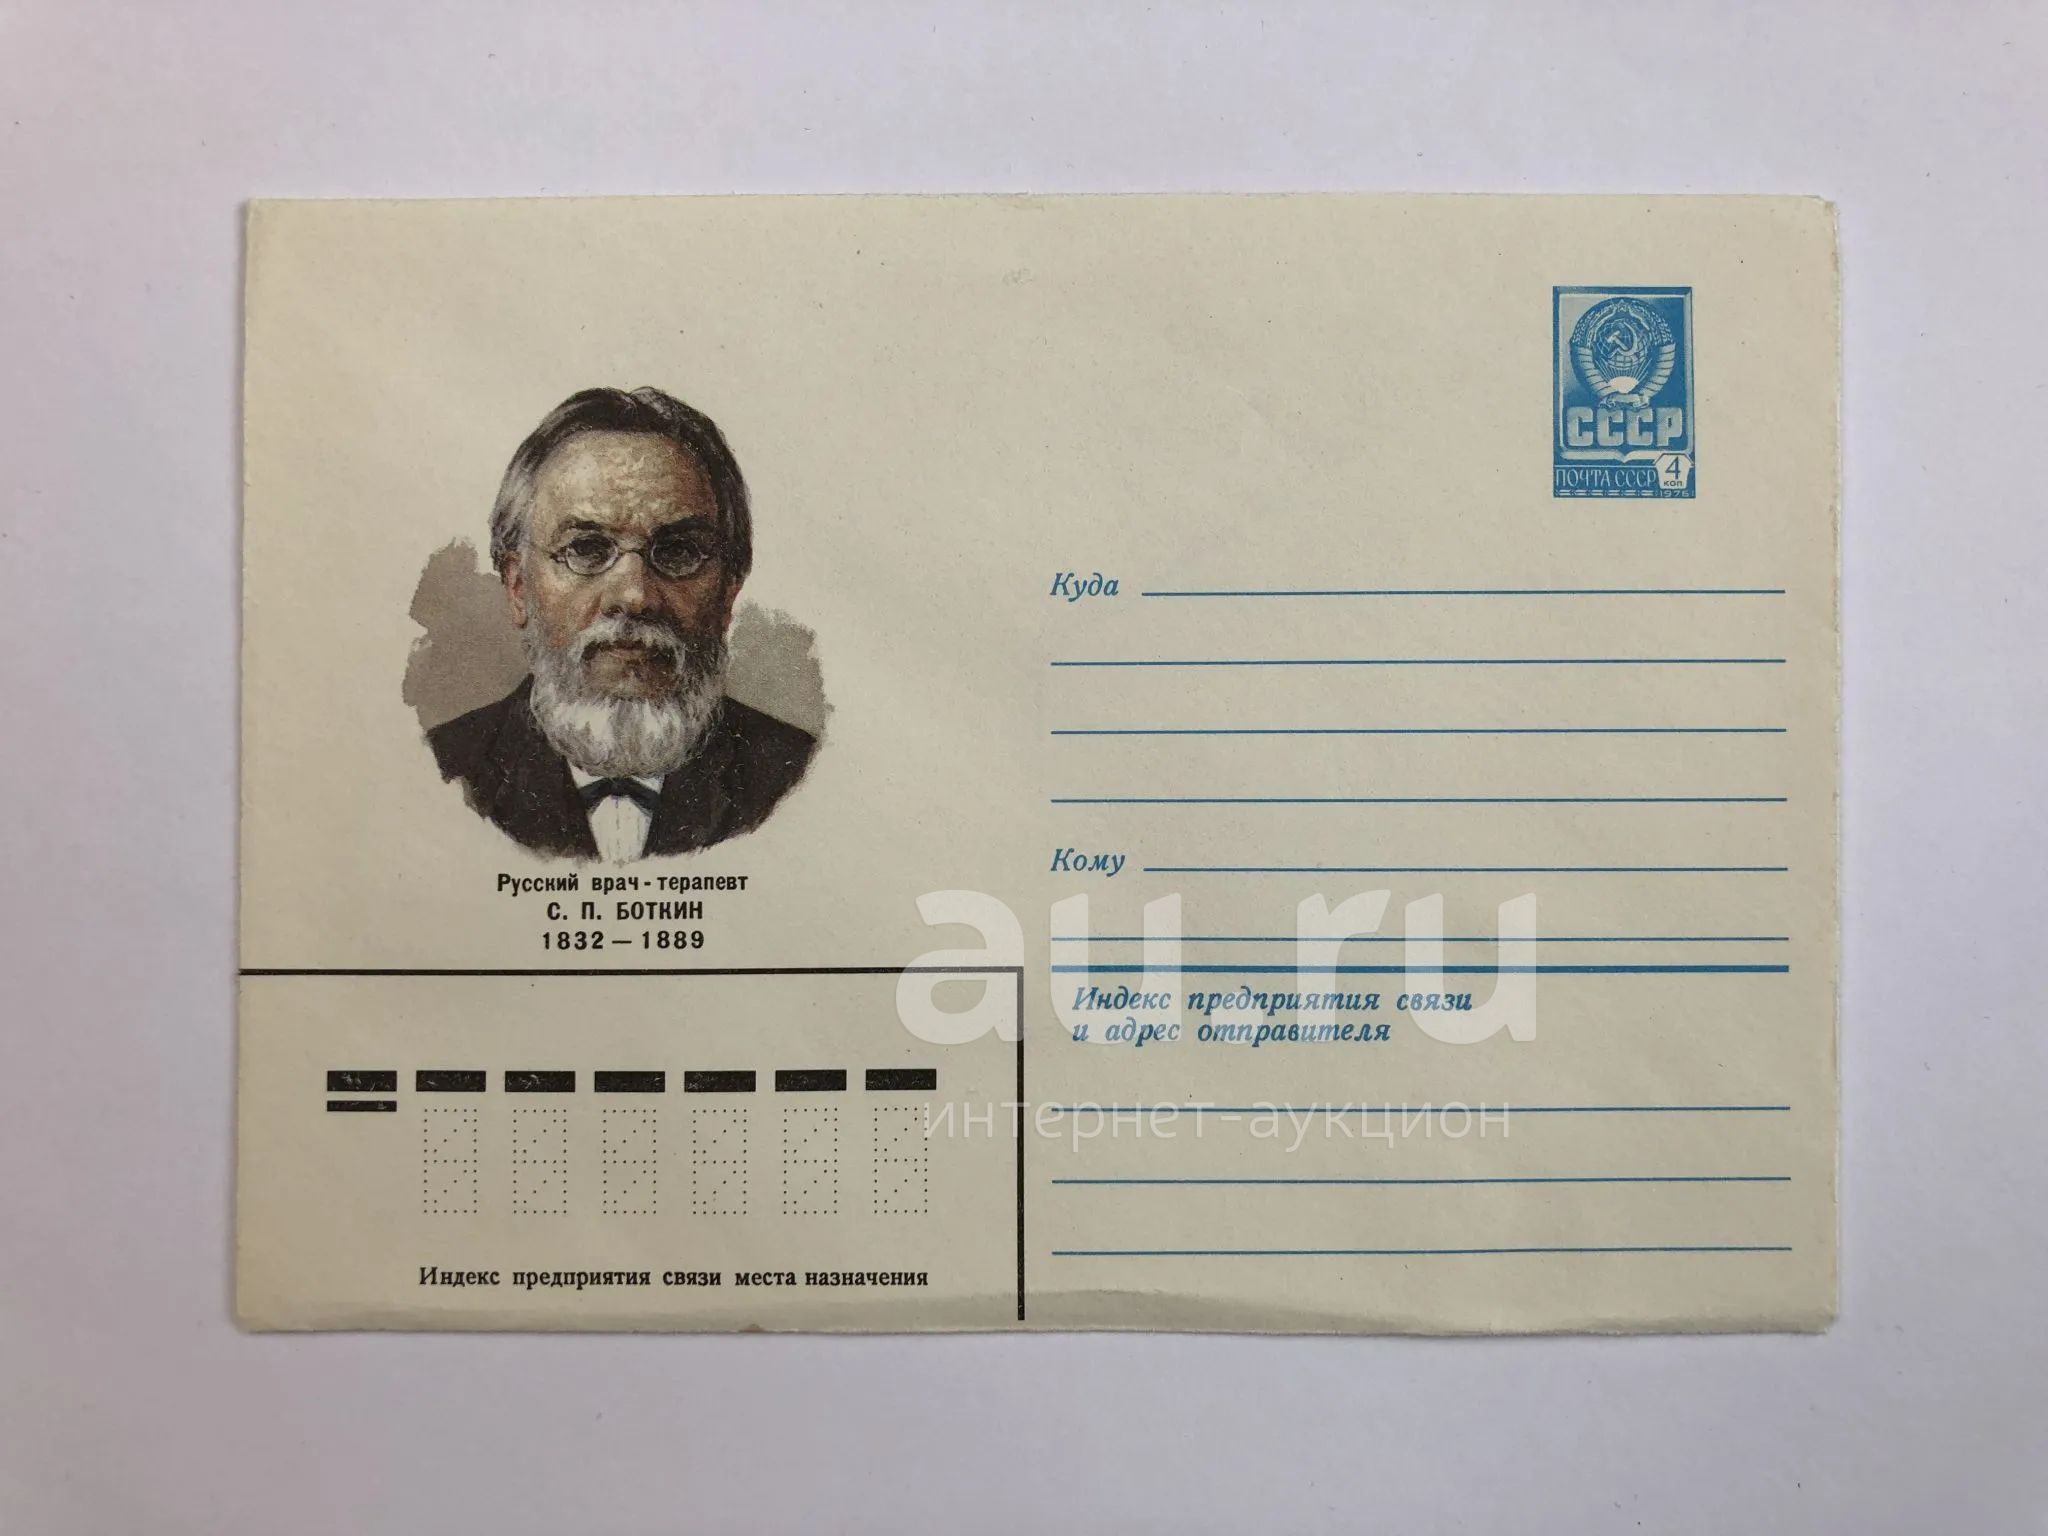 СССР
ПОЧТА СССР 4
коп
1976
Куда
Кому
Русский врач-терапевт
С. П. БОТКИН
1832—1889
Индекс предприятия связи
и адрес отправителя
au.ru
интернет-аукцион
Индекс предприятия связи места назначения